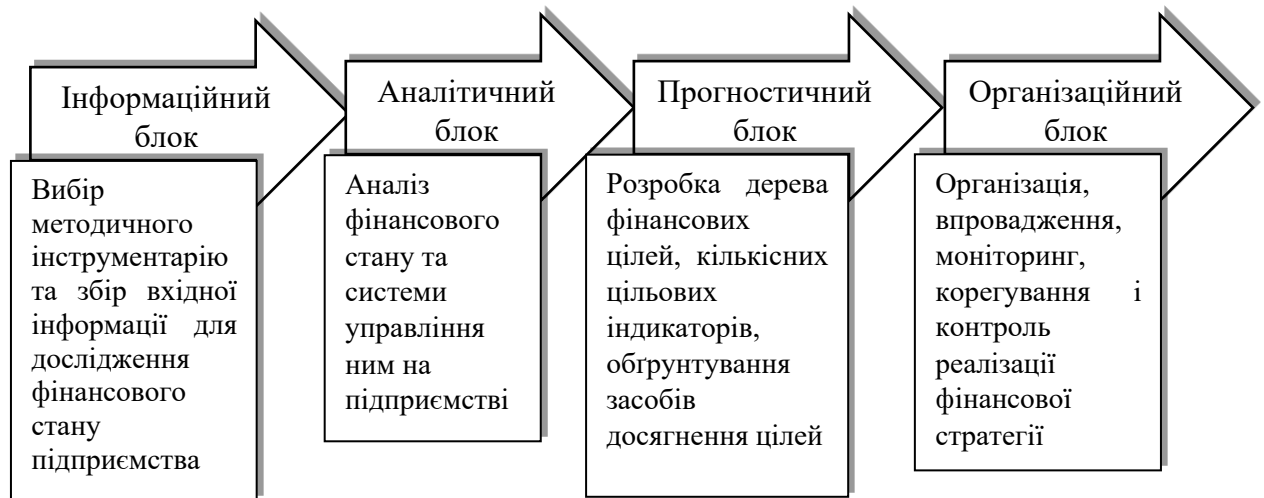 Інформаційний
блок
Вибір
методичного
інструментарію
та збір вхідної
інформації для
дослідження
фінансового
стану
підприємства
Аналітичний
блок
Аналіз
фінансового
стану та
системи
управління
ним на
підприємстві
Прогностичний
блок
Розробка дерева
фінансових
цілей, кількісних
цільових
індикаторів,
обґрунтування
засобів
досягнення цілей
Організаційний
блок
Організація,
впровадження,
моніторинг,
корегування і
контроль
реалізації
фінансової
стратегії